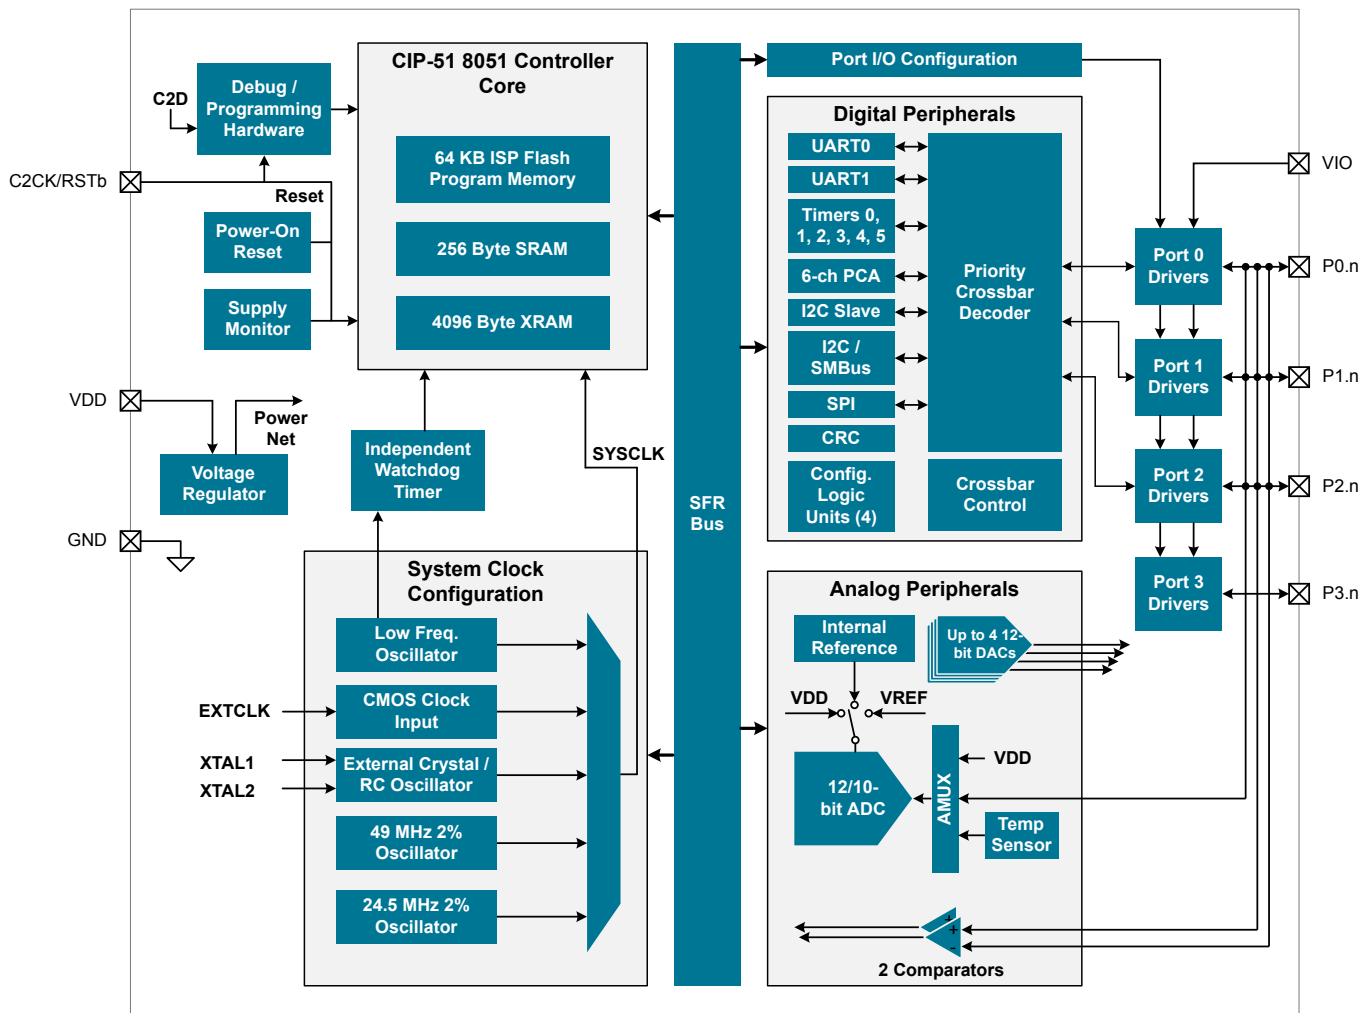 CIP-51 8051 Controller
Core
64 KB ISP Flash
Program Memory
256 Byte SRAM
4096 Byte XRAM
C2D
Debug /
Programming
Hardware
C2CK/RSTb
Reset
Power-On
Reset
Supply
Monitor
VDD
Power
Net
Voltage
Regulator
GND
Independent
Watchdog
Timer
SYSCLK
System Clock
Configuration
Low Freq.
Oscillator
EXTCLK
CMOS Clock
Input
XTAL1
XTAL2
External Crystal /
RC Oscillator
49 MHz 2%
Oscillator
24.5 MHz 2%
Oscillator
SFR
Bus
Port I/O Configuration
Digital Peripherals
UART0
UART1
Timers 0,
1, 2, 3, 4, 5
6-ch PCA
I2C Slave
I2C /
SMBus
SPI
CRC
Config.
Logic
Units (4)
Priority
Crossbar
Decoder
Crossbar
Control
Analog Peripherals
Internal
Reference
Up to 4 12-
bit DACs
VDD
VREF
12/10-
bit ADC
AMUX
VDD
Temp
Sensor
+
+
-
2 Comparators
VIO
Port 0
Drivers
P0.n
Port 1
Drivers
P1.n
Port 2
Drivers
P2.n
Port 3
Drivers
P3.n